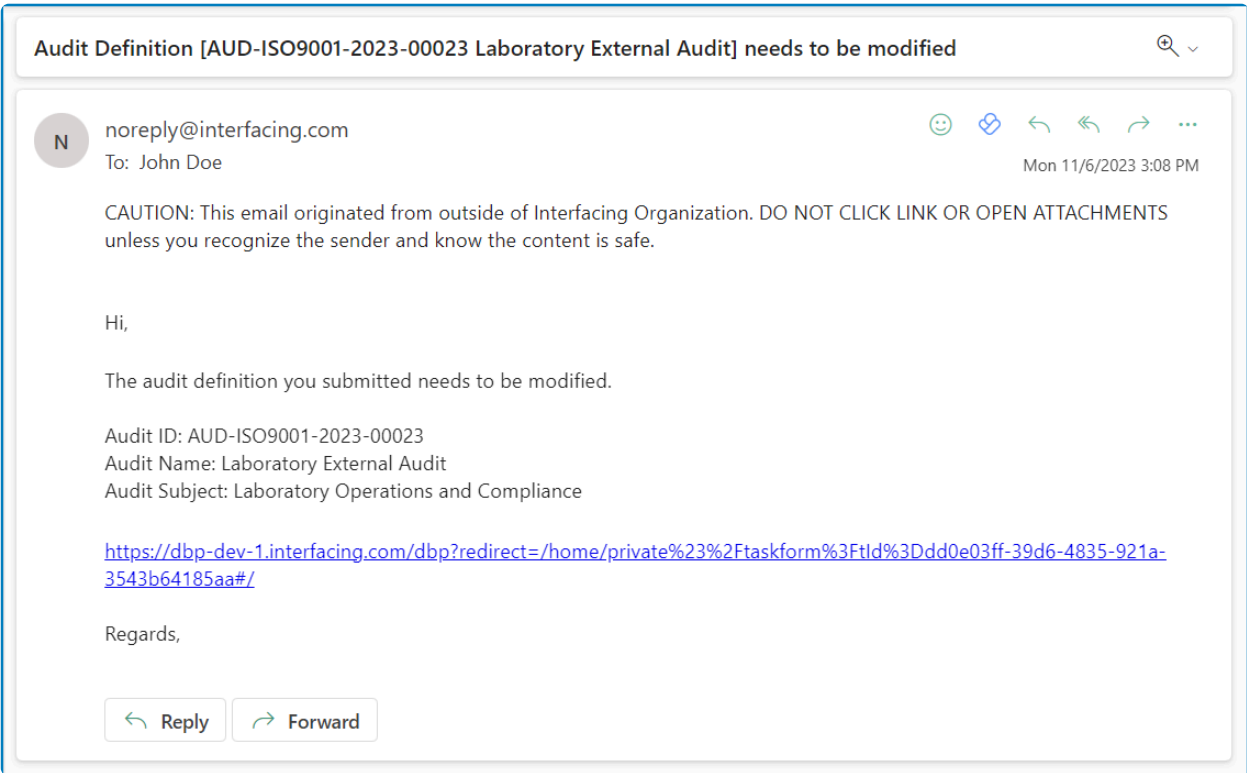 Audit Definition [AUD-ISO9001-2023-00023 Laboratory External Audit] needs to be modified
N
noreply@interfacing.com
To: John Doe
Mon 11/6/2023 3:08 PM
CAUTION: This email originated from outside of Interfacing Organization. DO NOT CLICK LINK OR OPEN ATTACHMENTS
unless you recognize the sender and know the content is safe.
Hi,
The audit definition you submitted needs to be modified.
Audit ID: AUD-ISO9001-2023-00023
Audit Name: Laboratory External Audit
Audit Subject: Laboratory Operations and Compliance
https://dbp-dev-1.interfacing.com/dbp?redirect=/home/private%23%2Ftaskform%3FtId%3Ddd0e03ff-39d6-4835-921a-
3543b64185aa#/
Regards,
Reply
Forward